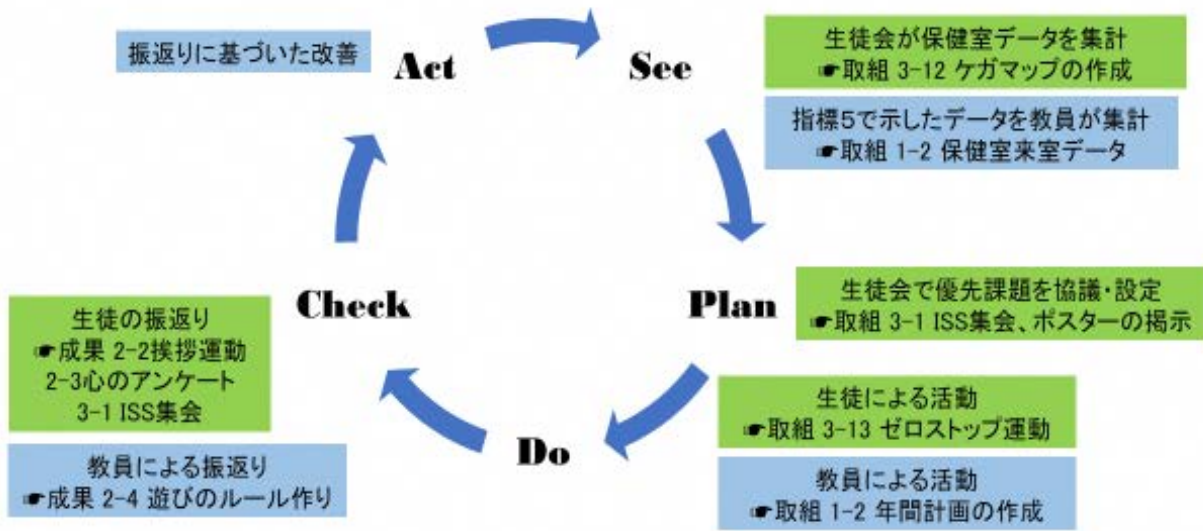 振返りに基づいた改善
Act
See
生徒会が保健室データを集計
☛取組 3-12 ケガマップの作成
指標5で示したデータを教員が集計
☛取組 1-2 保健室来室データ
Plan
生徒会で優先課題を協議・設定
☛取組 3-1 ISS集会、ポスターの掲示
Do
生徒による活動
☛取組 3-13 ゼロストップ運動
教員による活動
☛取組 1-2 年間計画の作成
Check
生徒の振返り
☛成果 2-2挨拶運動
2-3心のアンケート
3-1 ISS集会
教員による振返り
☛成果 2-4 遊びのルール作り